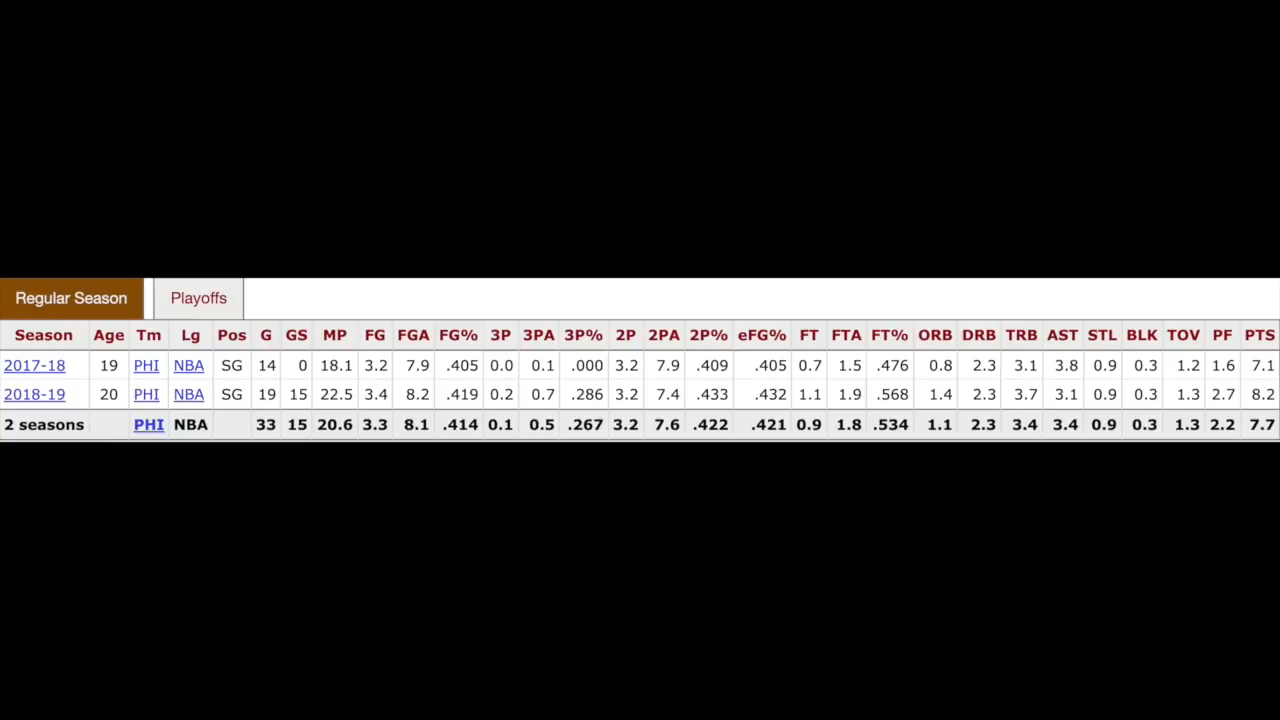 Regular Season Playoffs
Season Age Tm Lg Pos G GS MP FG FGA FG% 3P 3PA 3P% 2P 2PA 2P% eFG% FT FTA FT% ORB DRB TRB AST STL BLK TOV PF PTS
2017-18 19 PHI NBA SG 14 0 18.1 3.2 7.9 .405 0.0 0.1 .000 3.2 7.9 .409 .405 0.7 1.5 .476 0.8 2.3 3.1 3.8 0.9 0.3 1.2 1.6 7.1
2018-19 20 PHI NBA SG 19 15 22.5 3.4 8.2 .419 0.2 0.7 .286 3.2 7.4 .433 .432 1.1 1.9 .568 1.4 2.3 3.7 3.1 0.9 0.3 1.3 2.7 8.2
2 seasons PHI NBA 33 15 20.6 3.3 8.1 .414 0.1 0.5 .267 3.2 7.6 .422 .421 0.9 1.8 .534 1.1 2.3 3.4 3.4 0.9 0.3 1.3 2.2 7.7